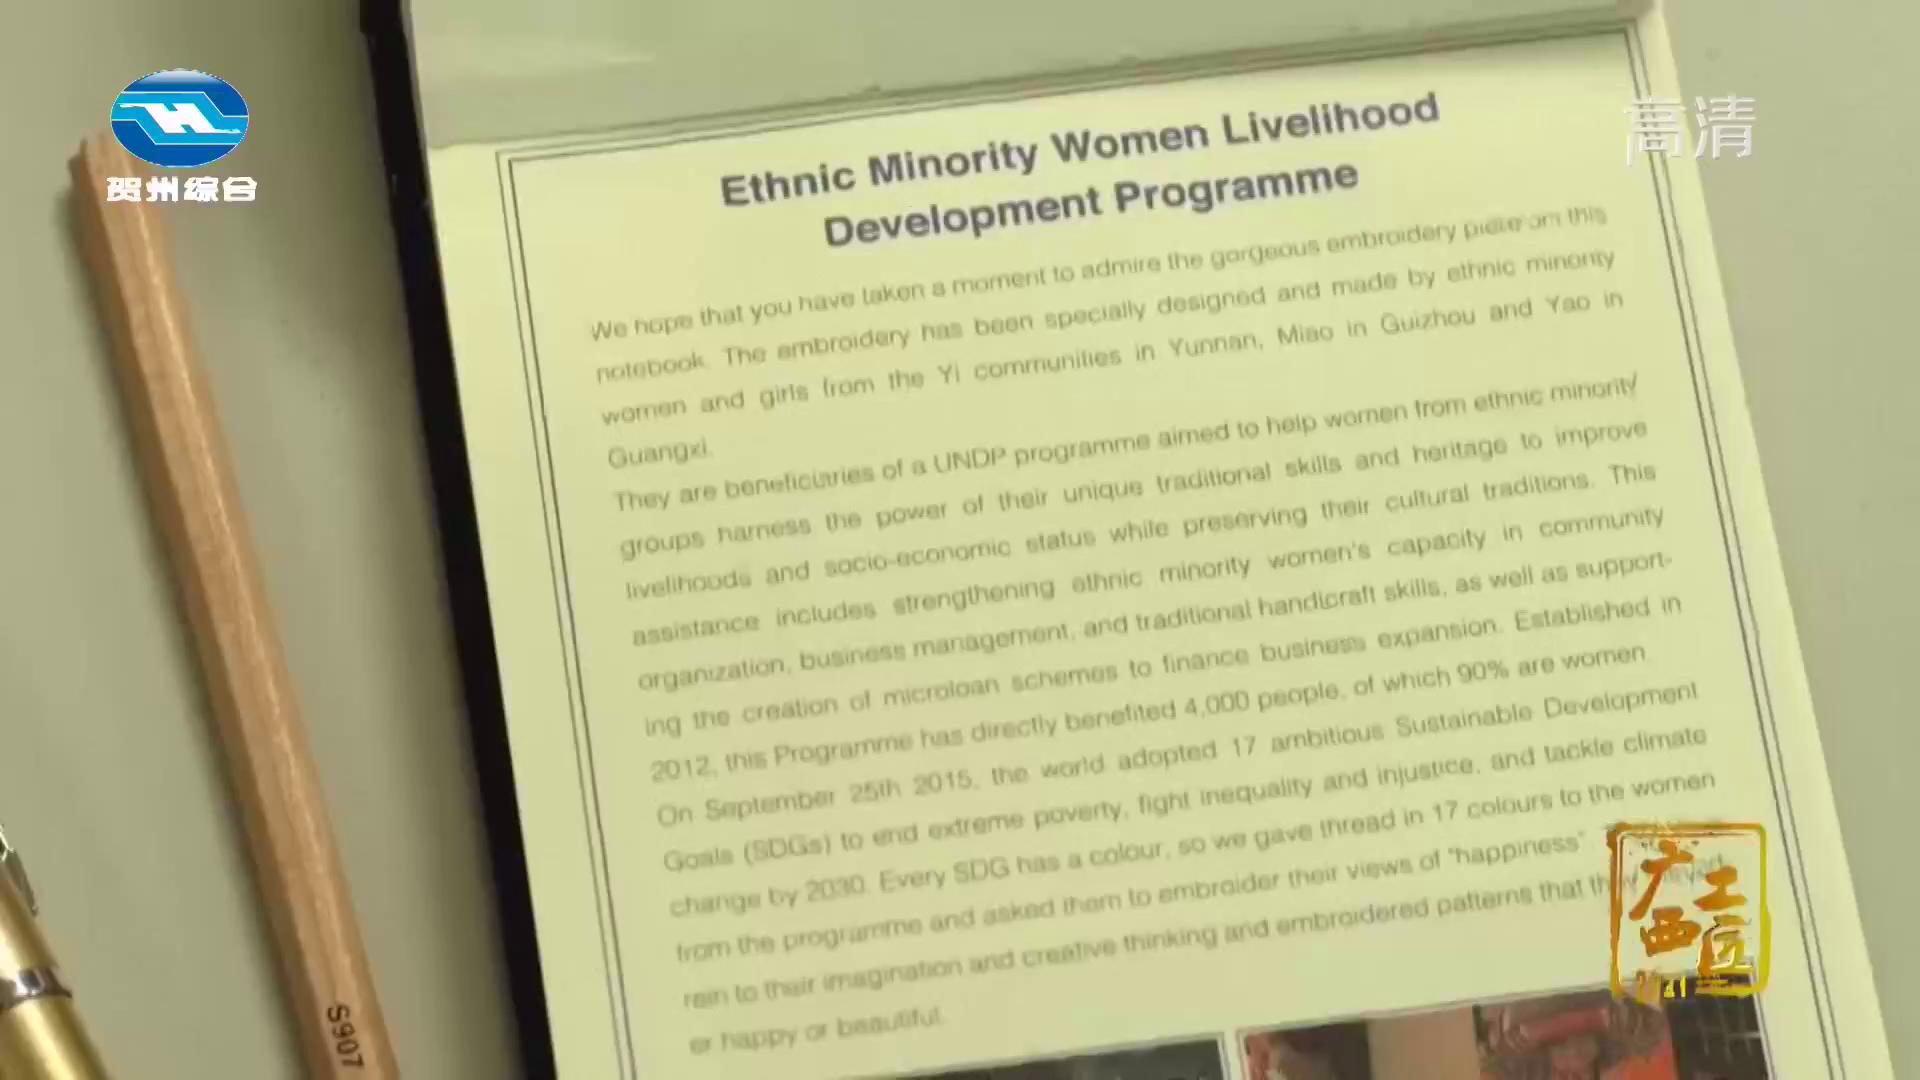 贺州综合
高清
Ethnic Minority Women Livelihood
Development Programme
We hope that you have taken a moment to admire the gorgeous embroidery piece on this
notebook. The embroidery has been specially designed and made by ethnic minority
women and girls from the Yi communities in Yunnan, Miao in Guizhou and Yao in
Guangxi.
They are beneficiaries of a UNDP programme aimed to help women from ethnic minority
groups harness the power of their unique traditional skills and heritage to improve
livelihoods and socio-economic status while preserving their cultural traditions. This
assistance includes strengthening ethnic minority women's capacity in community
organization, business management, and traditional handicraft skills, as well as support-
ing the creation of microloan schemes to finance business expansion. Established in
2012, this Programme has directly benefited 4,000 people, of which 90% are women.
On September 25th 2015, the world adopted 17 ambitious Sustainable Development
Goals (SDGs) to end extreme poverty, fight inequality and injustice, and tackle climate
change by 2030. Every SDG has a colour, so we gave thread in 17 colours to the women
from the programme and asked them to embroider their views of "happiness".
rein to their imagination and creative thinking and embroidered patterns that
er happy or beautiful.
S907
广西工匠